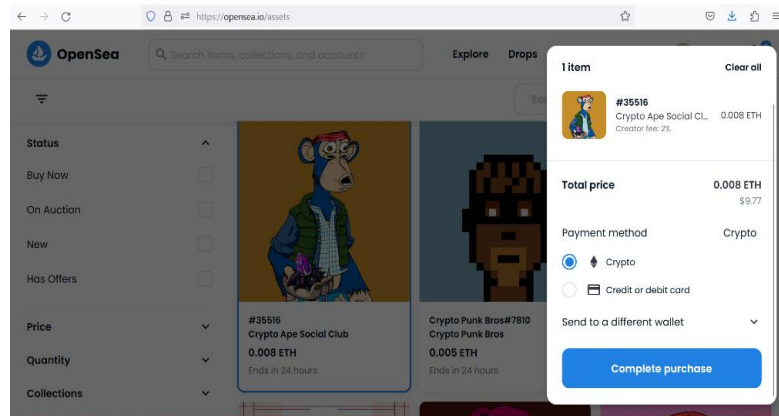 https://opensea.io/assets
OpenSea
Search items, collections, and accounts
Explore
Drops
Sor
Status
Buy Now
On Auction
New
Has Offers
Price
Quantity
Collections
#35516
Crypto Ape Social Club
0.008 ETH
Ends in 24 hours
Crypto Punk Bros#7810
Crypto Punk Bros
0.005 ETH
Ends in 24 hours
1 item
Clear all
#35516
Crypto Ape Social Cl... 0.008 ETH
Creator fee: 2%
Total price 0.008 ETH
$9.77
Payment method Crypto
Crypto
Credit or debit card
Send to a different wallet
Complete purchase